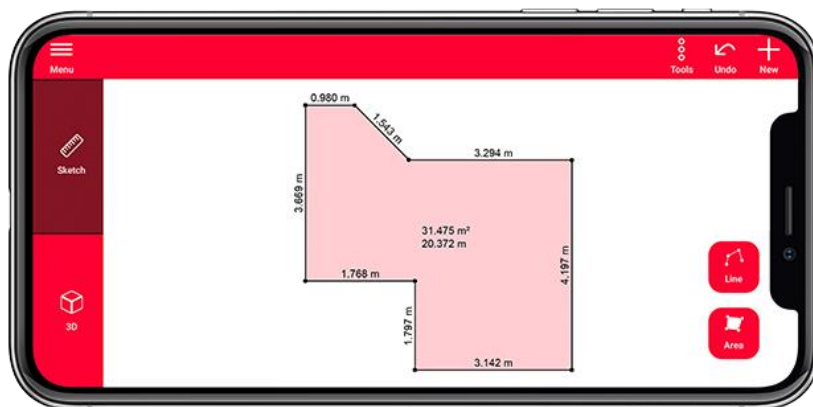 Menu
Tools
Undo
New
Sketch
3D
0.980 m
1.543 m
3.294 m
3.669 m
31.475 m²
20.372 m
1.768 m
4.197 m
1.797 m
3.142 m
Line
Area